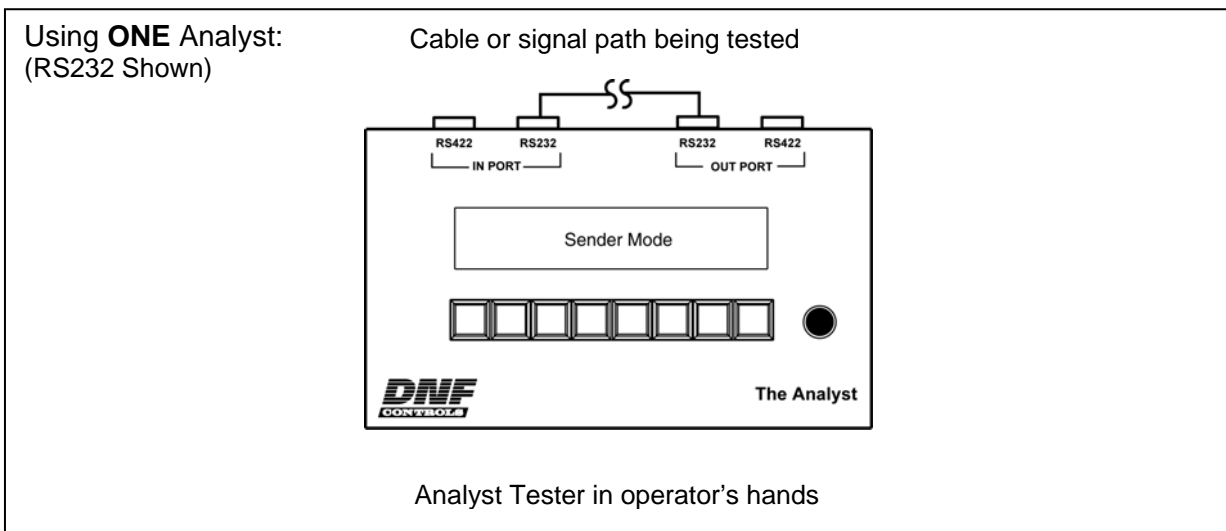 Using ONE Analyst:
(RS232 Shown)
Cable or signal path being tested
RS422 RS232 RS232 RS422
IN PORT OUT PORT
Sender Mode
DNF
CONTROLS
The Analyst
Analyst Tester in operator’s hands